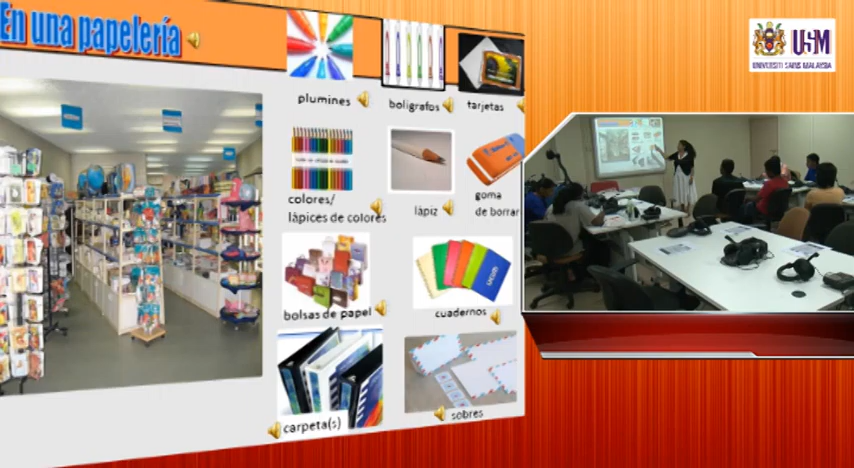 En una papelería
USM
UNIVERSITI SAINS MALAYSIA
plumines
boligrafos
tarjetas
colores/
lápices de colores
lápiz
goma
de borrar
bolsas de papel
cuadernos
carpeta(s)
sobres